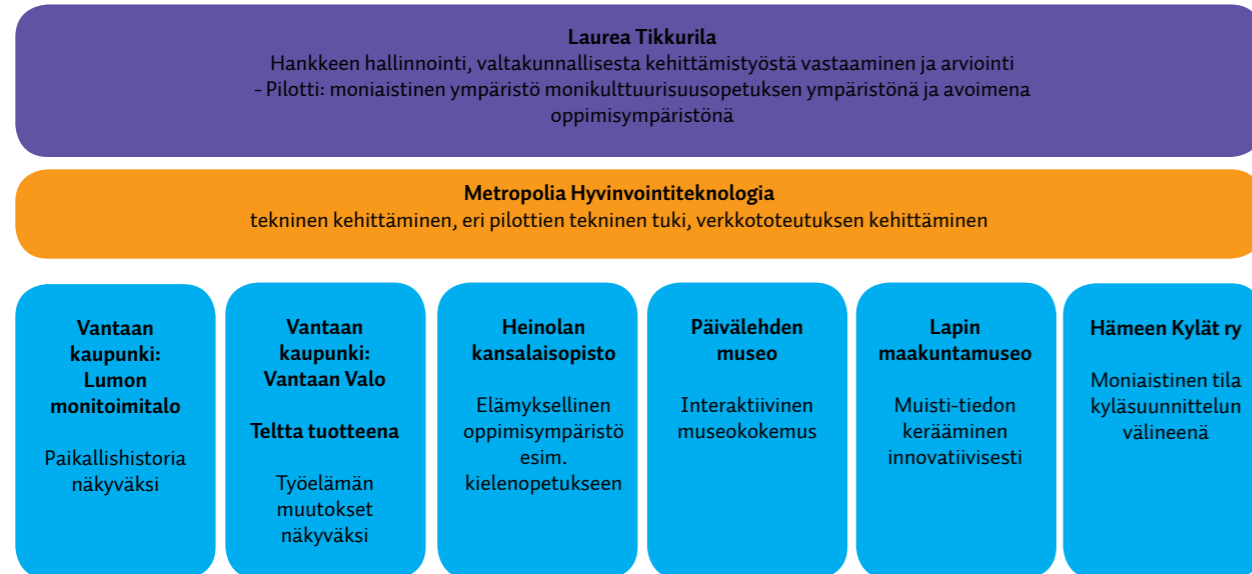 Laurea Tikkurila
Hankkeen hallinnointi, valtakunnallisesta kehittämistyöstä vastaaminen ja arviointi
- Pilotti: moniaistinen ympäristö monikulttuurisuusopetuksen ympäristönä ja avoimena
oppimisympäristönä
Metropolia Hyvinvointiteknologia
tekninen kehittäminen, eri pilottien tekninen tuki, verkkototeutuksen kehittäminen
Vantaan
kaupunki:
Lumon
monitoimitalo
Paikallishistoria
näkyväksi
Vantaan
kaupunki:
Vantaan Valo
Teltta tuotteena
Työelämän
muutokset
näkyväksi
Heinolan
kansalaisopisto
Elämyksellinen
oppimisympäristö
esim.
kielenopetukseen
Päivälehden
museo
Interaktiivinen
museokokemus
Lapin
maakuntamuseo
Muisti-tiedon
kerääminen
innovatiivisesti
Hämeen Kylät ry
Moniaistinen tila
kyläsuunnittelun
välineenä